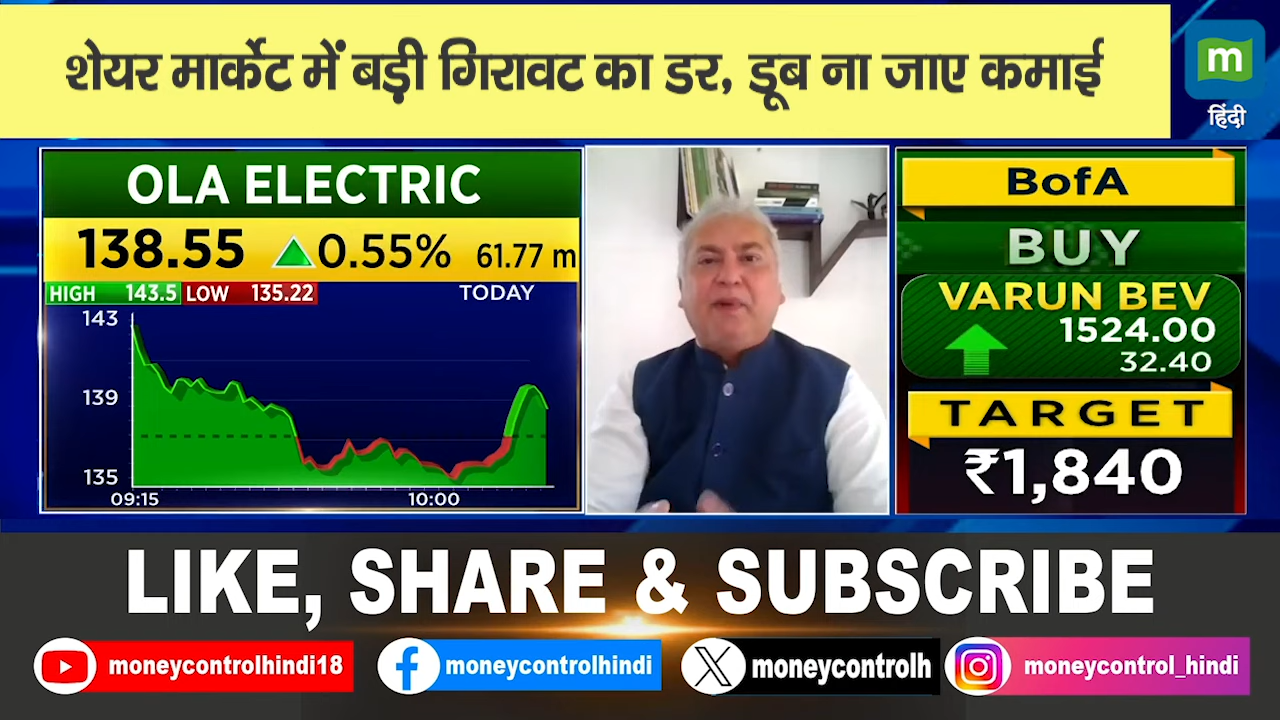 शेयर मार्केट में बड़ी गिरावट का डर, डूब ना जाए कमाई
m
हिंदी
OLA ELECTRIC
138.55 0.55% 61.77 m
HIGH 143.5 LOW 135.22 TODAY
143
139
135
09:15 10:00
BofA
BUY
VARUN BEV
1524.00
32.40
TARGET
₹1,840
LIKE, SHARE & SUBSCRIBE
moneycontrolhindi18 moneycontrolhindi moneycontrolh moneycontrol_hindi